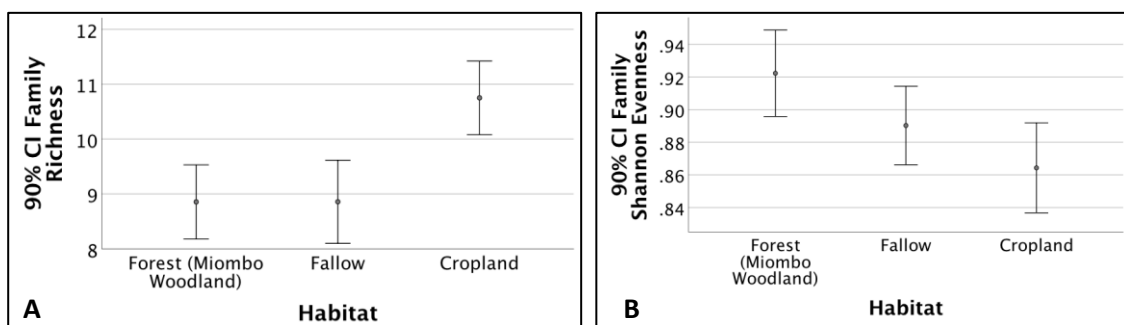 90% CI Family
Richness
12
11
10
9
8
Forest (Miombo
Woodland)
Fallow
Cropland
Habitat
A
90% CI Family
Shannon Evenness
.94
.92
.90
.88
.86
.84
Forest
(Miombo
Woodland)
Fallow
Cropland
Habitat
B